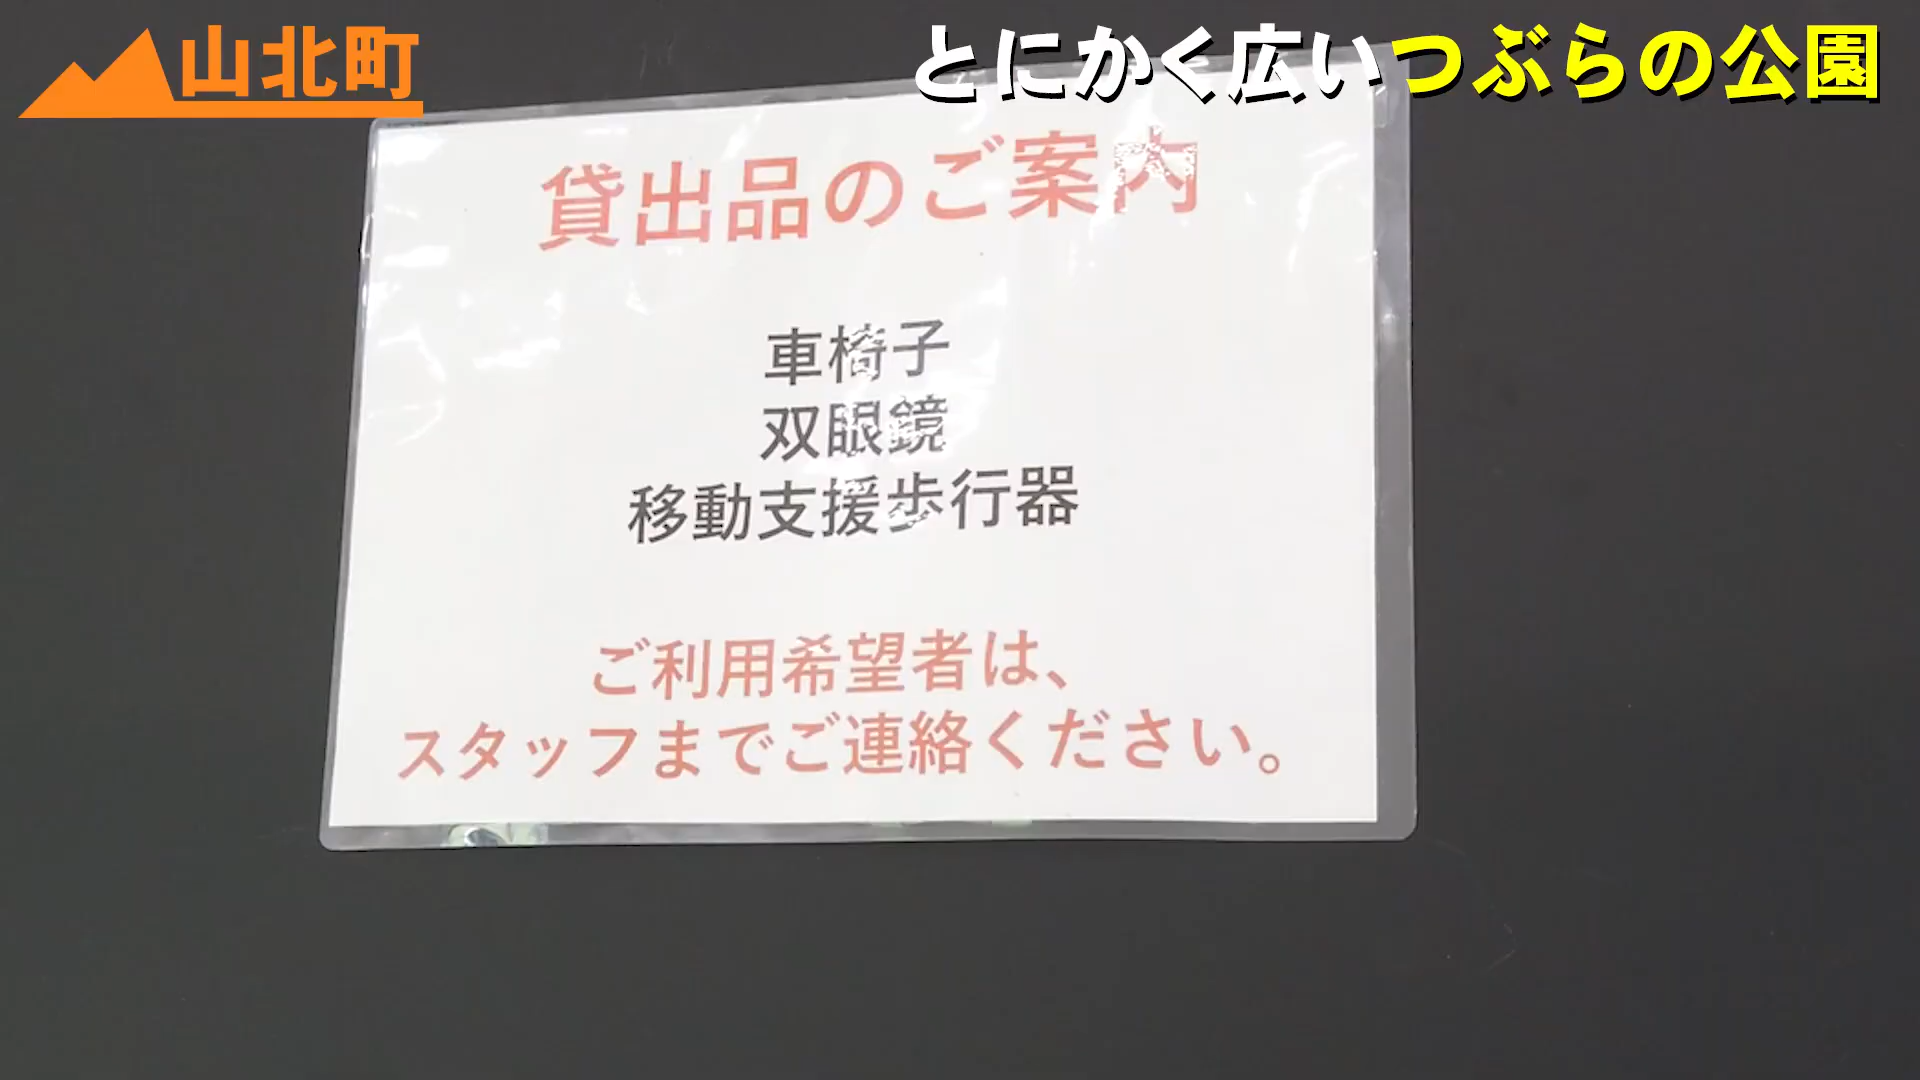 山北町
とにかく広いつぶらの公園
貸出品のご案内
車椅子
双眼鏡
移動支援歩行器
ご利用希望者は、
スタッフまでご連絡ください。